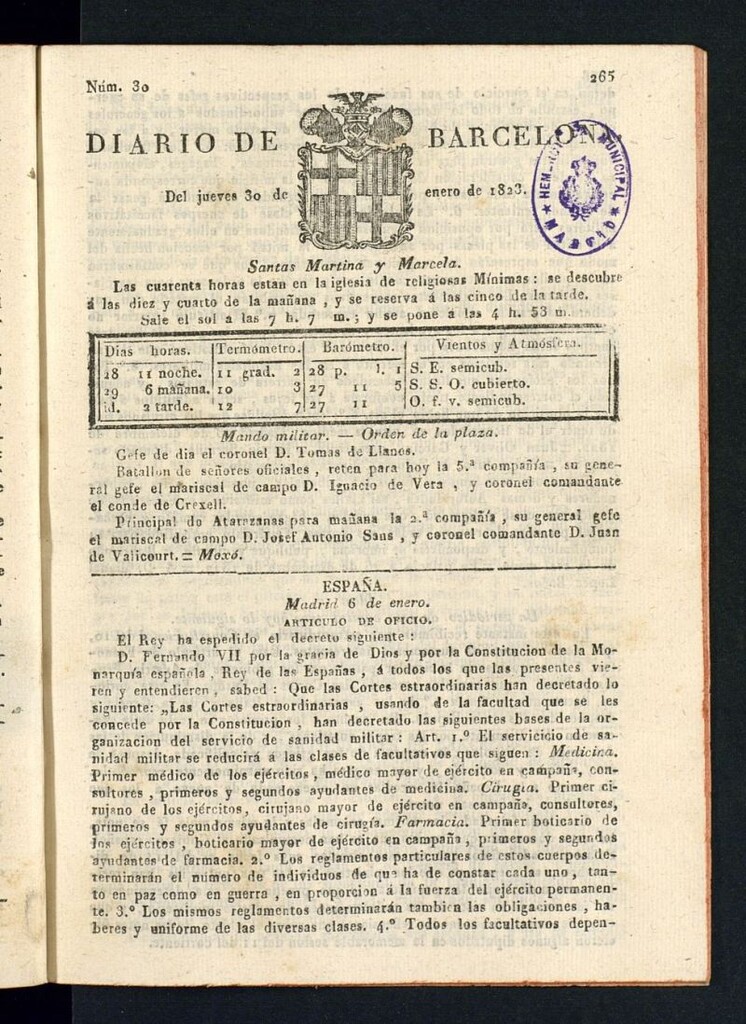 Núm. 30
265
DIARIO DE BARCELONA
Del jueves 30 de enero de 1823.
HEMEROTECA MUNICIPAL
★ MADRID ★
Santas Martina y Marcela.
Las cuarenta horas estan en la iglesia de religiosas Mínimas: se descubre
á las diez y cuarto de la mañana, y se reserva á las cinco de la tarde.
Sale el sol a las 7 h. 7 m.; y se pone a las 4 h. 53 m.
Dias horas. Termómetro. Barómetro. Vientos y Atmósfera.
28 11 noche. 11 grad. 2 28 p. l. 1 S. E. semicub.
29 6 mañana. 10 3 27 11 5 S. S. O. cubierto.
id. 2 tarde. 12 7 27 11 O. f. v. semicub.
Mando militar. — Orden de la plaza.
Gefe de dia el coronel D. Tomas de Llanos.
Batallon de señores oficiales, reten para hoy la 5.ª compañía, su gene-
ral gefe el mariscal de campo D. Ignacio de Vera, y coronel comandante
el conde de Crexell.
Principal de Atarazanas para mañana la 2.ª compañía, su general gefe
el mariscal de campo D. Josef Antonio Sans, y coronel comandante D. Juan
de Valicourt. = Moxó.
ESPAÑA.
Madrid 6 de enero.
ARTICULO DE OFICIO.
El Rey ha espedido el decreto siguiente:
D. Fernando VII por la gracia de Dios y por la Constitucion de la Mo-
narquía española, Rey de las Españas, á todos los que las presentes vie-
ren y entendieren, sabed: Que las Cortes estraordinarias han decretado lo
siguiente: „Las Cortes estraordinarias, usando de la facultad que se les
concede por la Constitucion, han decretado las siguientes bases de la or-
ganizacion del servicio de sanidad militar: Art. 1.º El servicicio de sa-
nidad militar se reducirá á las clases de facultativos que siguen: Medicina.
Primer médico de los ejércitos, médico mayor de ejército en campaña, con-
sultores, primeros y segundos ayudantes de medicina. Cirugia. Primer ci-
rujano de los ejércitos, cirujano mayor de ejército en campaña, consultores,
primeros y segundos ayudantes de cirugía. Farmacia. Primer boticario de
los ejércitos, boticario mayor de ejército en campaña, primeros y segundos
ayudantes de farmacia. 2.º Los reglamentos particulares de estos cuerpos de-
terminarán el número de individuos de que ha de constar cada uno, tan-
to en paz como en guerra, en proporcion á la fuerza del ejército permanen-
te. 3.º Los mismos reglamentos determinarán tambien las obligaciones, ha-
beres y uniforme de las diversas clases. 4.º Todos los facultativos depen-